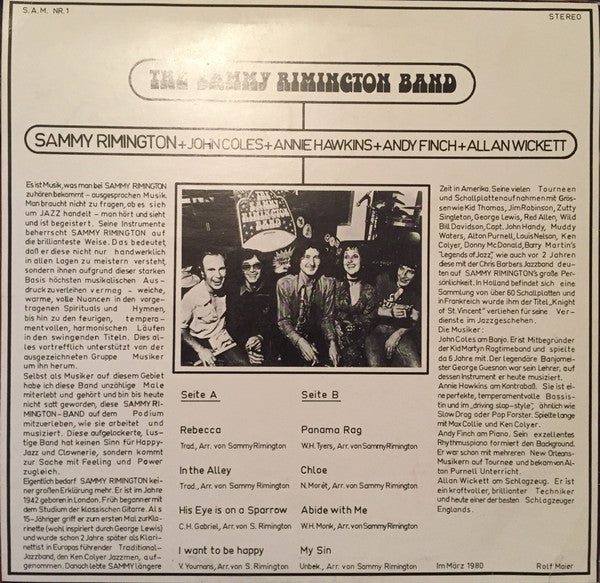 S.A.M. NR.1
STEREO
THE SAMMY RIMINGTON BAND
SAMMY RIMINGTON+JOHN COLES+ANNIE HAWKINS+ANDY FINCH+ALLAN WICKETT
Es ist Musik, was man bei SAMMY RIMINGTON
zu hören bekommt – ausgesprochen Musik.
Man braucht nicht zu fragen, ob es sich
um JAZZ handelt – man hört und sieht
und ist begeistert. Seine Instrumente
beherrscht SAMMY RIMINGTON auf
die brillianteste Weise. Das bedeutet,
daß er diese nicht nur handwerklich
in allen Lagen zu meistern versteht,
sondern ihnen aufgrund dieser starken
Basis höchsten musikalischen Aus-
druck zu verleihen vermag – weiche,
warme, volle Nuancen in den vorge-
tragenen Spirituals und Hymnen,
bis hin zu den feurigen, tempera-
mentvollen, harmonischen Läufen
in den swingenden Titeln. Dies al-
les vortrefflich unterstützt von der
ausgezeichneten Gruppe Musiker
um ihn herum.
Selbst als Musiker auf diesem Gebiet
habe ich diese Band unzählige Male
miterlebt und gehört und bin bis heute
nicht satt geworden, diese SAMMY RI-
MINGTON-BAND auf dem Podium
mitzuerleben, wie sie arbeitet und
musiziert. Diese aufgelockerte, lus-
tige Band hat keinen Sinn für Happy-
Jazz und Clownerie, sondern kommt
zur Sache mit Feeling und Power
zugleich.
Eigentlich bedarf SAMMY RIMINGTON kei-
ner großen Erklärung mehr. Er ist im Jahre
1942 geboren in London. Früh begann er mit
dem Studium der klassischen Gitarre. Als
15-Jähriger griff er zum ersten Mal zur Kla-
rinette (wohl inspiriert durch George Lewis)
und wurde schon 2 Jahre später als Klari-
nettist in Europas führender Traditional-
Jazzband, den Ken Colyer Jazzmen, auf-
genommen. Danach lebte SAMMY längere
Seite A
Rebecca
Trad., Arr. von Sammy Rimington
In the Alley
Trad., Arr. von Sammy Rimington
His Eye is on a Sparrow
C.H. Gabriel, Arr. von S. Rimington
I want to be happy
V. Youmans, Arr. von S. Rimington
Seite B
Panama Rag
W.H. Tyers, Arr. von Sammy Rimington
Chloe
N. Morét, Arr. von Sammy Rimington
Abide with Me
W.H. Monk, Arr. von Sammy Rimington
My Sin
Unbek., Arr. von Sammy Rimington
Zeit in Amerika. Seine vielen Tourneen
und Schallplattenaufnahmen mit Grös-
sen wie Kid Thomas, Jim Robinson, Zutty
Singleton, George Lewis, Red Allen, Wild
Bill Davidson, Capt. John Handy, Muddy
Waters, Alton Purnell, Louis Nelson, Ken
Colyer, Donny McDonald, Barry Martin's
"Legends of Jazz", wie auch vor 2 Jahren
diese mit der Chris Barbers Jazzband deu-
ten auf SAMMY RIMINGTON's große Per-
sönlichkeit. In Holland befindet sich eine
Sammlung von über 60 Schallplatten und
in Frankreich wurde ihm der Titel „Knight
of St. Vincent" verliehen für seine Ver-
dienste im Jazzgeschehen.
Die Musiker:
John Coles am Banjo. Er ist Mitbegründer
der Kid Martyn Ragtimeband und spielte
da 6 Jahre mit. Der legendäre Banjomei-
ster George Guesnon war sein Lehrer, auf
dessen Instrument er heute musiziert.
Annie Hawkins am Kontrabaß. Sie ist ei-
ne perfekte, temperamentvolle Bassis-
tin und im „driving slap-style", ähnlich wie
Slow Drag oder Pop Forster. Spielte lange
mit Max Collie und Ken Colyer.
Andy Finch am Piano. Sein exzellentes
Rhythmuspiano formiert den Background.
Er war schon mit mehreren New Orleans-
Musikern auf Tournee und bekam von Al-
ton Purnell Unterricht.
Allan Wickett am Schlagzeug. Er ist
ein kraftvoller, brillianter Techniker
und heute einer der besten Schlagzeuger
Englands.
Im März 1980
Rolf Maier